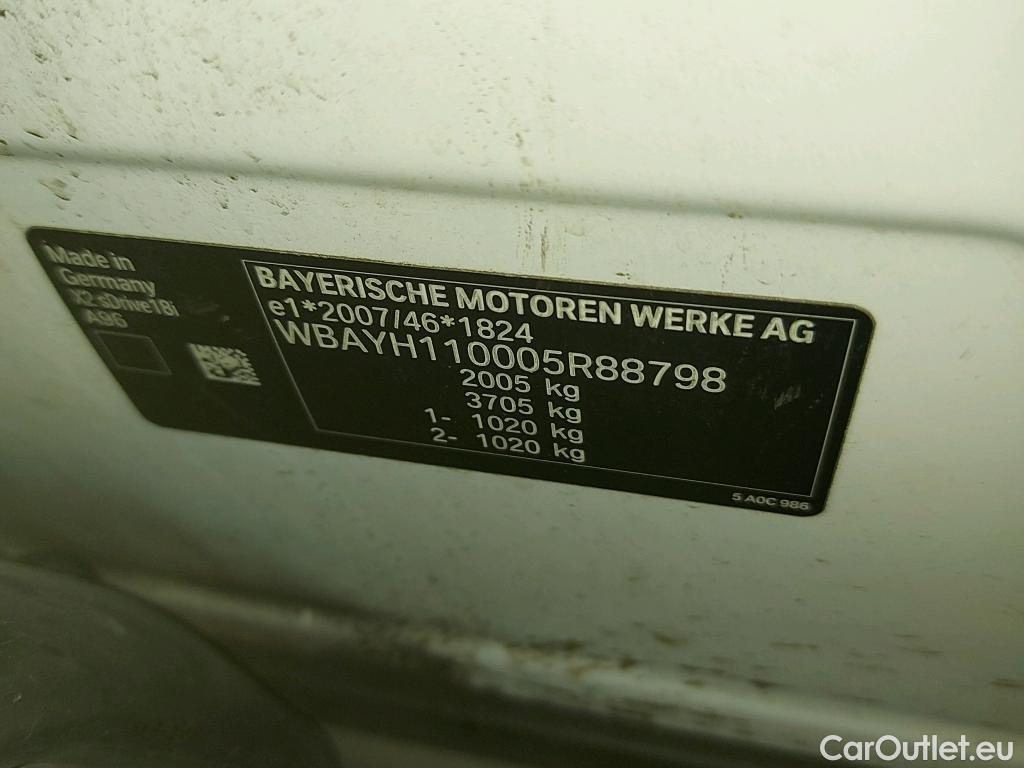 Made in
Germany
X2 sDrive18i
A96
BAYERISCHE MOTOREN WERKE AG
e1*2007/46*1824
WBAYH110005R88798
2005 kg
3705 kg
1- 1020 kg
2- 1020 kg
5 A0C 986
CarOutlet.eu